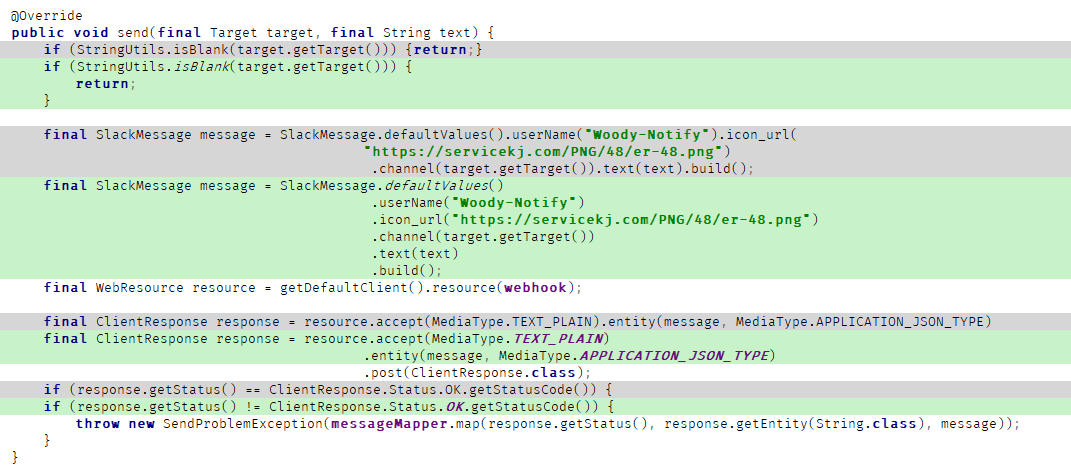 @Override
public void send(final Target target, final String text) {
    if (StringUtils.isBlank(target.getTarget())) {return;}
    if (StringUtils.isBlank(target.getTarget())) {
        return;
    }
    final SlackMessage message = SlackMessage.defaultValues().userName("Woody-Notify").icon_url(
                                            "https://servicekj.com/PNG/48/er-48.png")
                                            .channel(target.getTarget()).text(text).build();
    final SlackMessage message = SlackMessage.defaultValues()
                                            .userName("Woody-Notify")
                                            .icon_url("https://servicekj.com/PNG/48/er-48.png")
                                            .channel(target.getTarget())
                                            .text(text)
                                            .build();
    final WebResource resource = getDefaultClient().resource(webhook);
    final ClientResponse response = resource.accept(MediaType.TEXT_PLAIN).entity(message, MediaType.APPLICATION_JSON_TYPE)
    final ClientResponse response = resource.accept(MediaType.TEXT_PLAIN)
                                            .entity(message, MediaType.APPLICATION_JSON_TYPE)
                                            .post(ClientResponse.class);
    if (response.getStatus() == ClientResponse.Status.OK.getStatusCode()) {
    if (response.getStatus() != ClientResponse.Status.OK.getStatusCode()) {
        throw new SendProblemException(messageMapper.map(response.getStatus(), response.getEntity(String.class), message));
    }
}